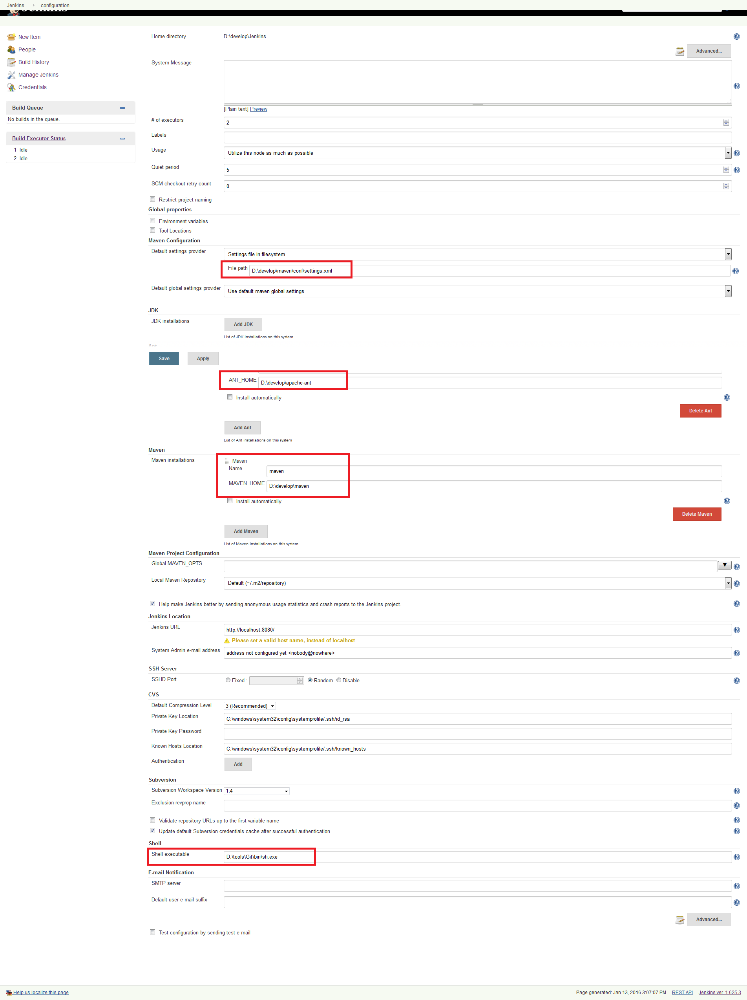 Jenkins configuration
New Item
People
Build History
Manage Jenkins
Credentials
Build Queue
No builds in the queue.
Build Executor Status
1 Idle
2 Idle
Home directory D:\develop\Jenkins
Advanced...
System Message
[Plain text] Preview
# of executors 2
Labels
Usage Utilize this node as much as possible
Quiet period 5
SCM checkout retry count 0
Restrict project naming
Global properties
Environment variables
Tool Locations
Maven Configuration
Default settings provider Settings file in filesystem
File path D:\develop\maven\conf\settings.xml
Default global settings provider Use default maven global settings
JDK
JDK installations Add JDK
List of JDK installations on this system
Save Apply
ANT_HOME D:\develop\apache-ant
Install automatically
Delete Ant
Add Ant
List of Ant installations on this system
Maven
Maven installations Maven
Name maven
MAVEN_HOME D:\develop\maven
Install automatically
Delete Maven
Add Maven
List of Maven installations on this system
Maven Project Configuration
Global MAVEN_OPTS
Local Maven Repository Default (~/.m2/repository)
Help make Jenkins better by sending anonymous usage statistics and crash reports to the Jenkins project.
Jenkins Location
Jenkins URL http://localhost:8080/
Please set a valid host name, instead of localhost
System Admin e-mail address address not configured yet <nobody@nowhere>
SSH Server
SSHD Port Fixed : Random Disable
CVS
Default Compression Level 3 (Recommended)
Private Key Location C:\windows\system32\config\systemprofile/.ssh/id_rsa
Private Key Password
Known Hosts Location C:\windows\system32\config\systemprofile/.ssh/known_hosts
Authentication Add
Subversion
Subversion Workspace Version 1.4
Exclusion revprop name
Validate repository URLs up to the first variable name
Update default Subversion credentials cache after successful authentication
Shell
Shell executable D:\tools\Git\bin\sh.exe
E-mail Notification
SMTP server
Default user e-mail suffix
Advanced...
Test configuration by sending test e-mail
Help us localize this page Page generated: Jan 13, 2016 3:07:07 PM REST API Jenkins ver. 1.625.3